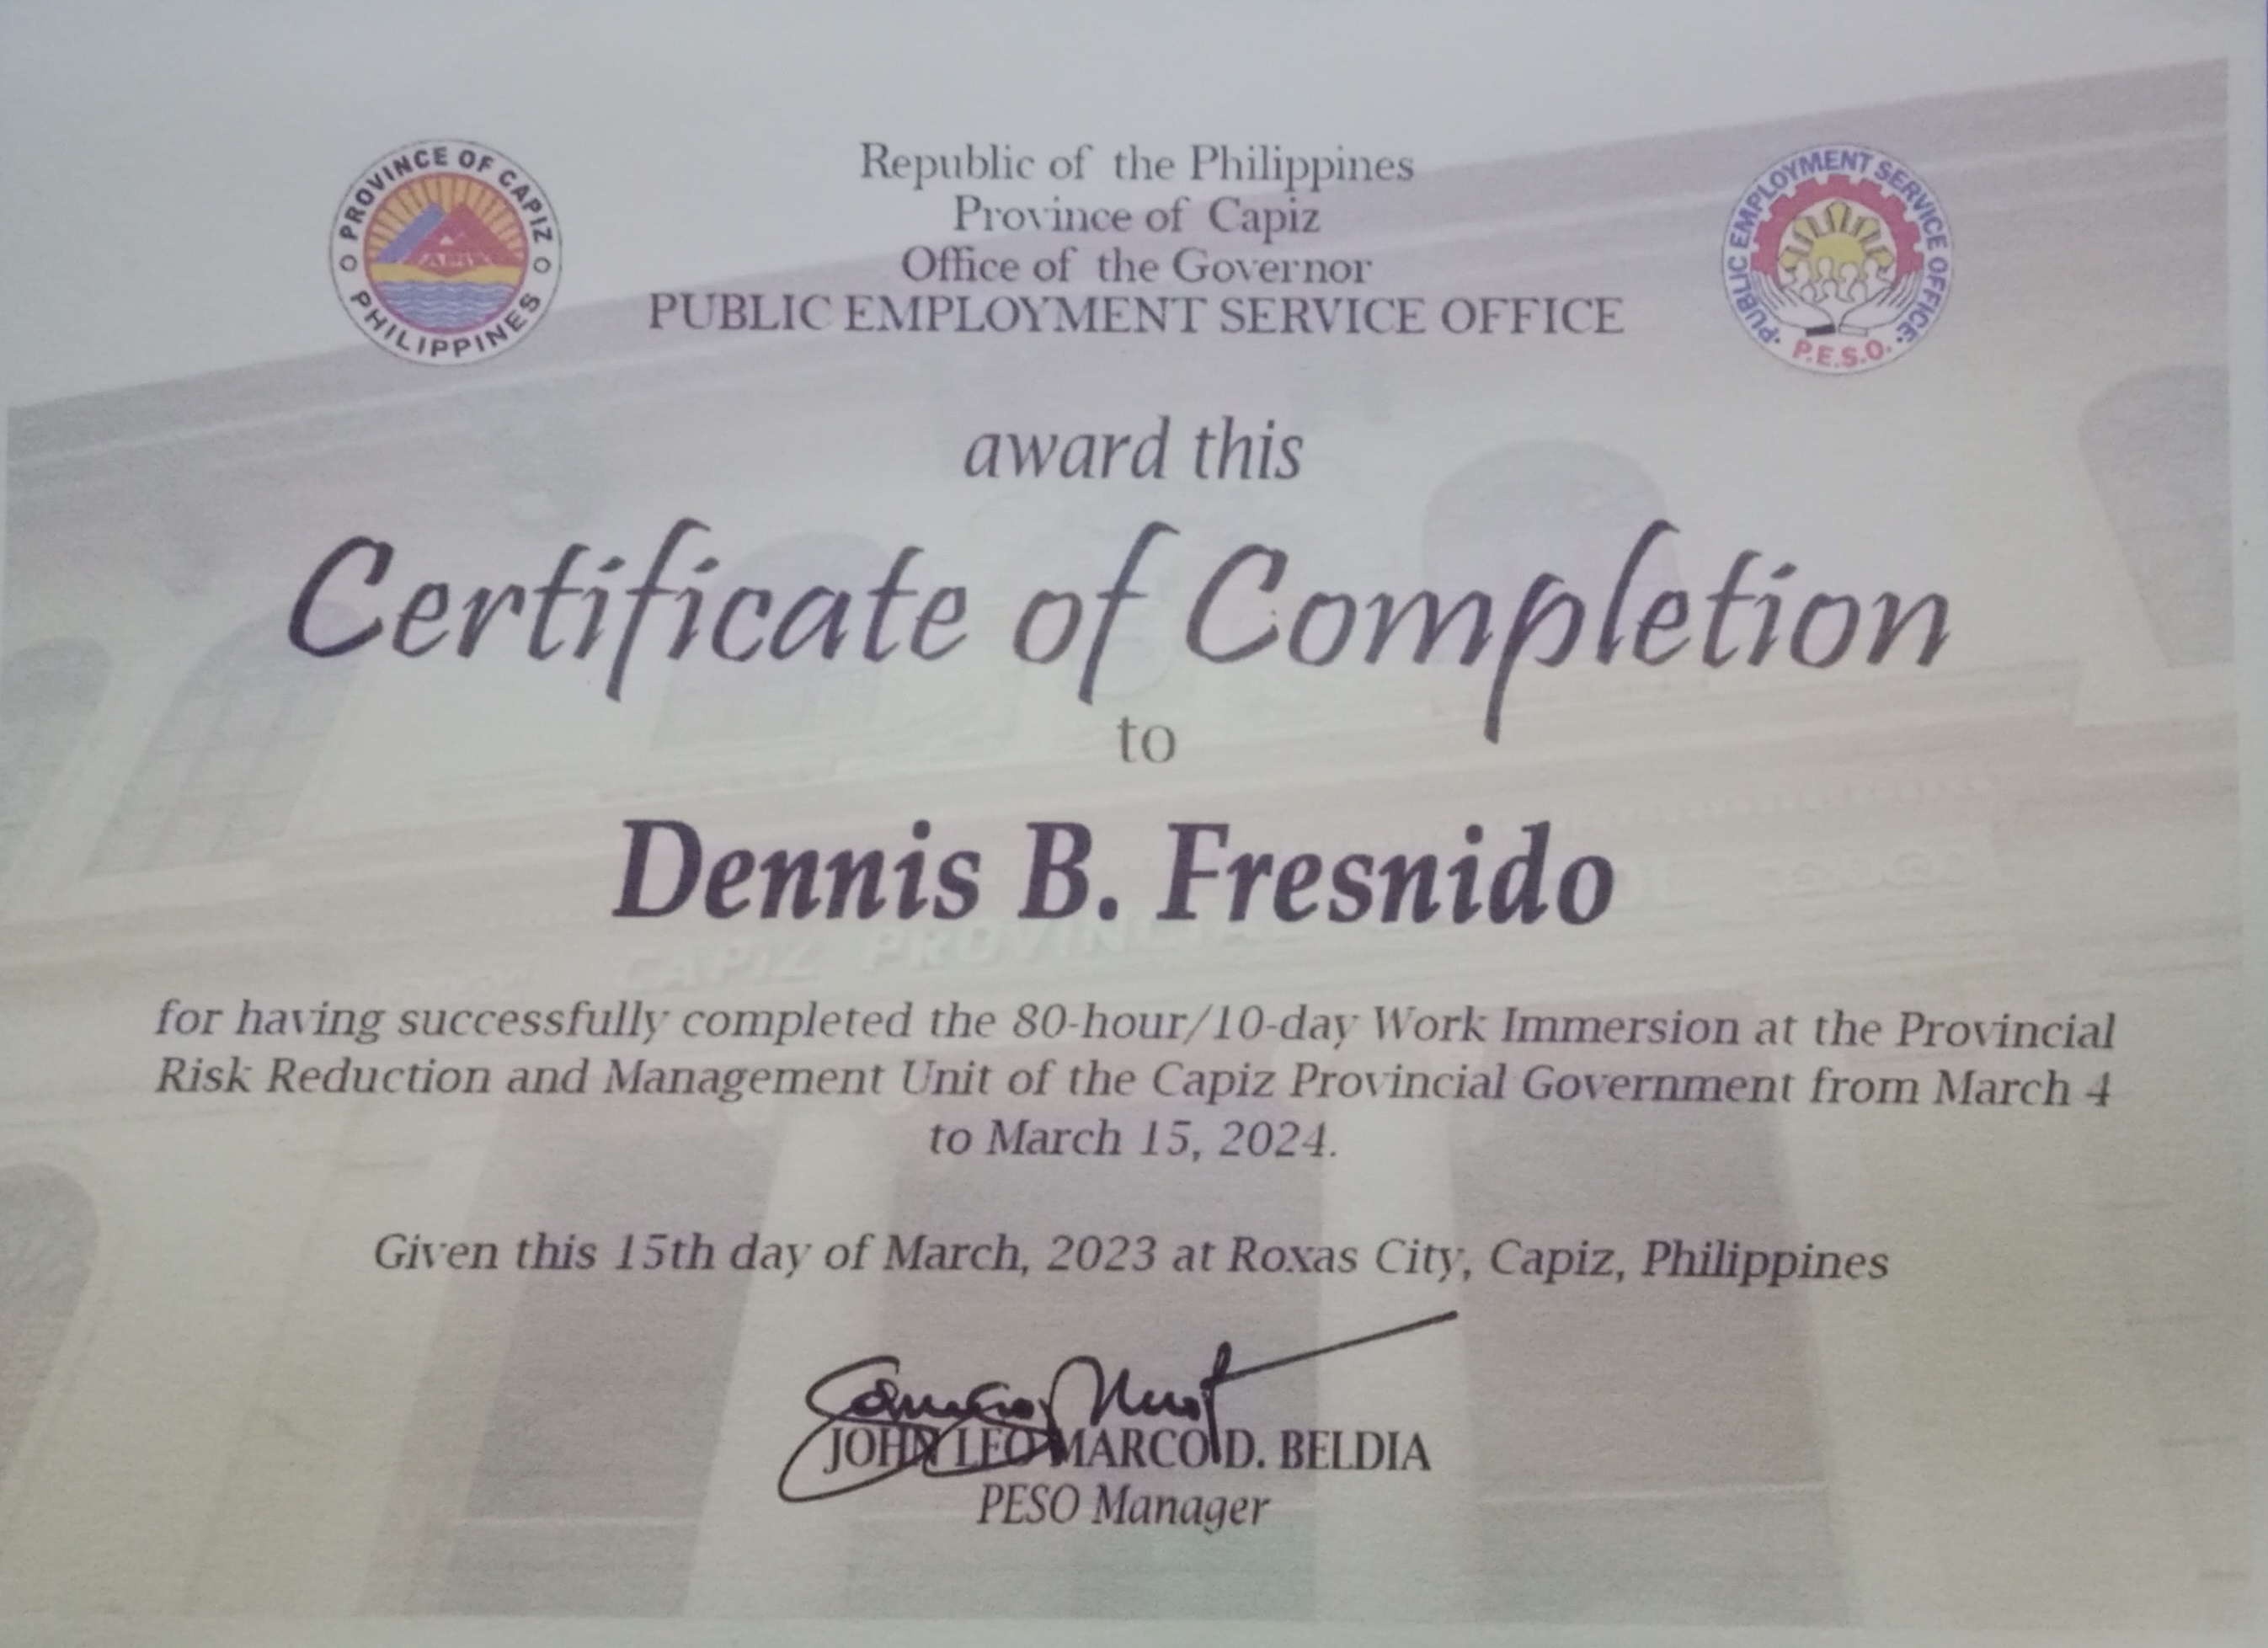 PROVINCE OF CAPIZ
PHILIPPINES
Republic of the Philippines
Province of Capiz
Office of the Governor
PUBLIC EMPLOYMENT SERVICE OFFICE
PUBLIC EMPLOYMENT SERVICE OFFICE
P.E.S.O.
award this
Certificate of Completion
to
Dennis B. Fresnido
CAPIZ PROVINCIAL
for having successfully completed the 80-hour/10-day Work Immersion at the Provincial
Risk Reduction and Management Unit of the Capiz Provincial Government from March 4
to March 15, 2024.
Given this 15th day of March, 2023 at Roxas City, Capiz, Philippines
JOHN LEO MARCO D. BELDIA
PESO Manager